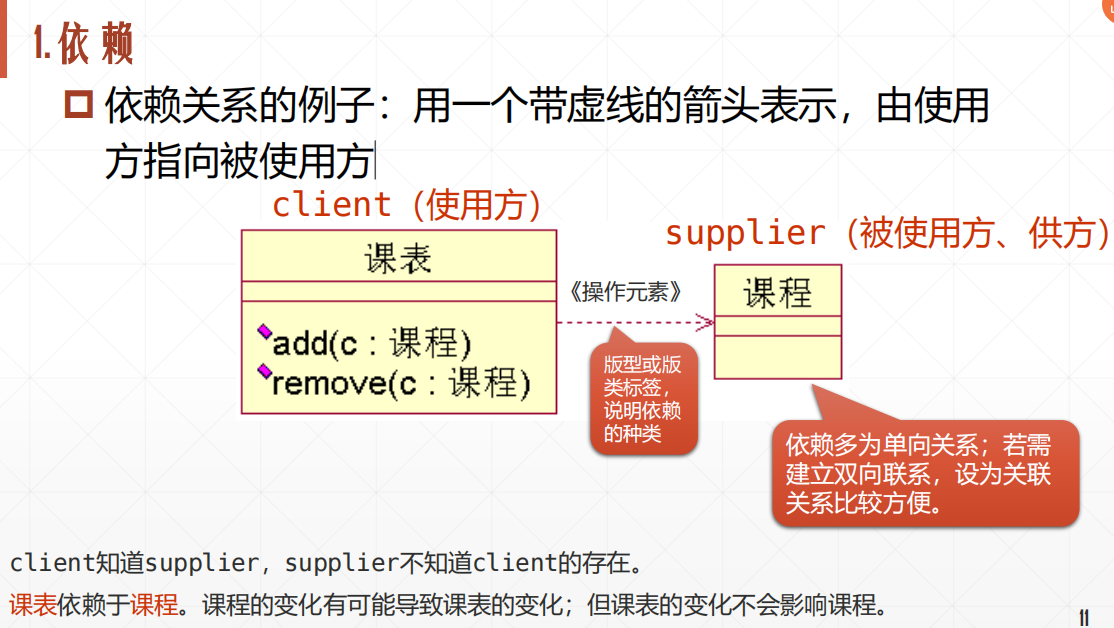 1.依赖
依赖关系的例子：用一个带虚线的箭头表示，由使用
方指向被使用方
client（使用方）
supplier（被使用方、供方）
课表
《操作元素》
课程
add(c : 课程)
remove(c : 课程)
版型或版
类标签，
说明依赖
的种类
依赖多为单向关系；若需
建立双向联系，设为关联
关系比较方便。
client知道supplier，supplier不知道client的存在。
课表依赖于课程。课程的变化有可能导致课表的变化；但课表的变化不会影响课程。
11